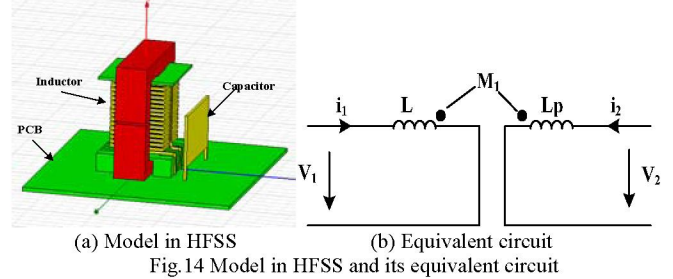 Inductor
Capacitor
PCB
M1
i1
L
Lp
i2
V1
V2
(a) Model in HFSS
(b) Equivalent circuit
Fig.14 Model in HFSS and its equivalent circuit